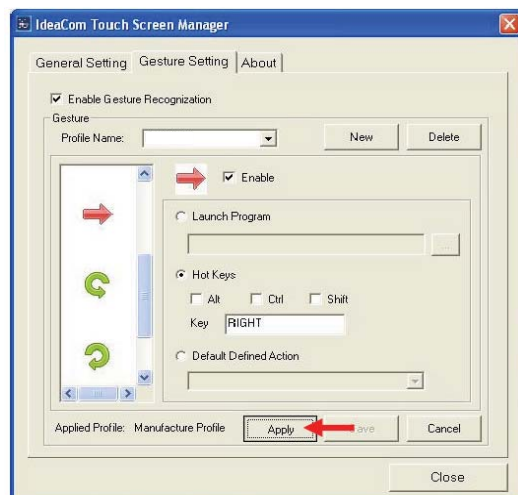 IdeaCom Touch Screen Manager
General Setting Gesture Setting About
Enable Gesture Recognization
Gesture
Profile Name: New Delete
Enable
Launch Program
...
Hot Keys
Alt Ctrl Shift
Key RIGHT
Default Defined Action
Applied Profile: Manufacture Profile Apply Cancel
Close